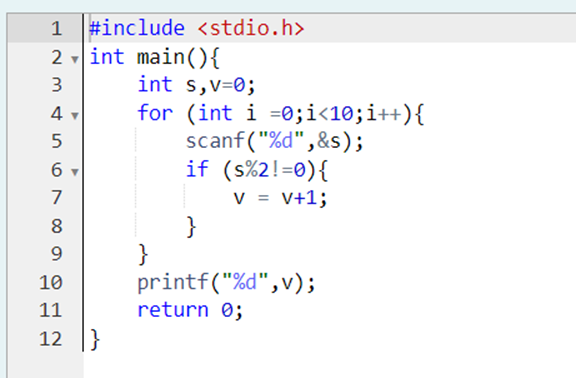 1 #include <stdio.h>
2 int main(){
3 int s,v=0;
4 for (int i =0;i<10;i++){
5 scanf("%d",&s);
6 if (s%2!=0){
7 v = v+1;
8 }
9 }
10 printf("%d",v);
11 return 0;
12 }